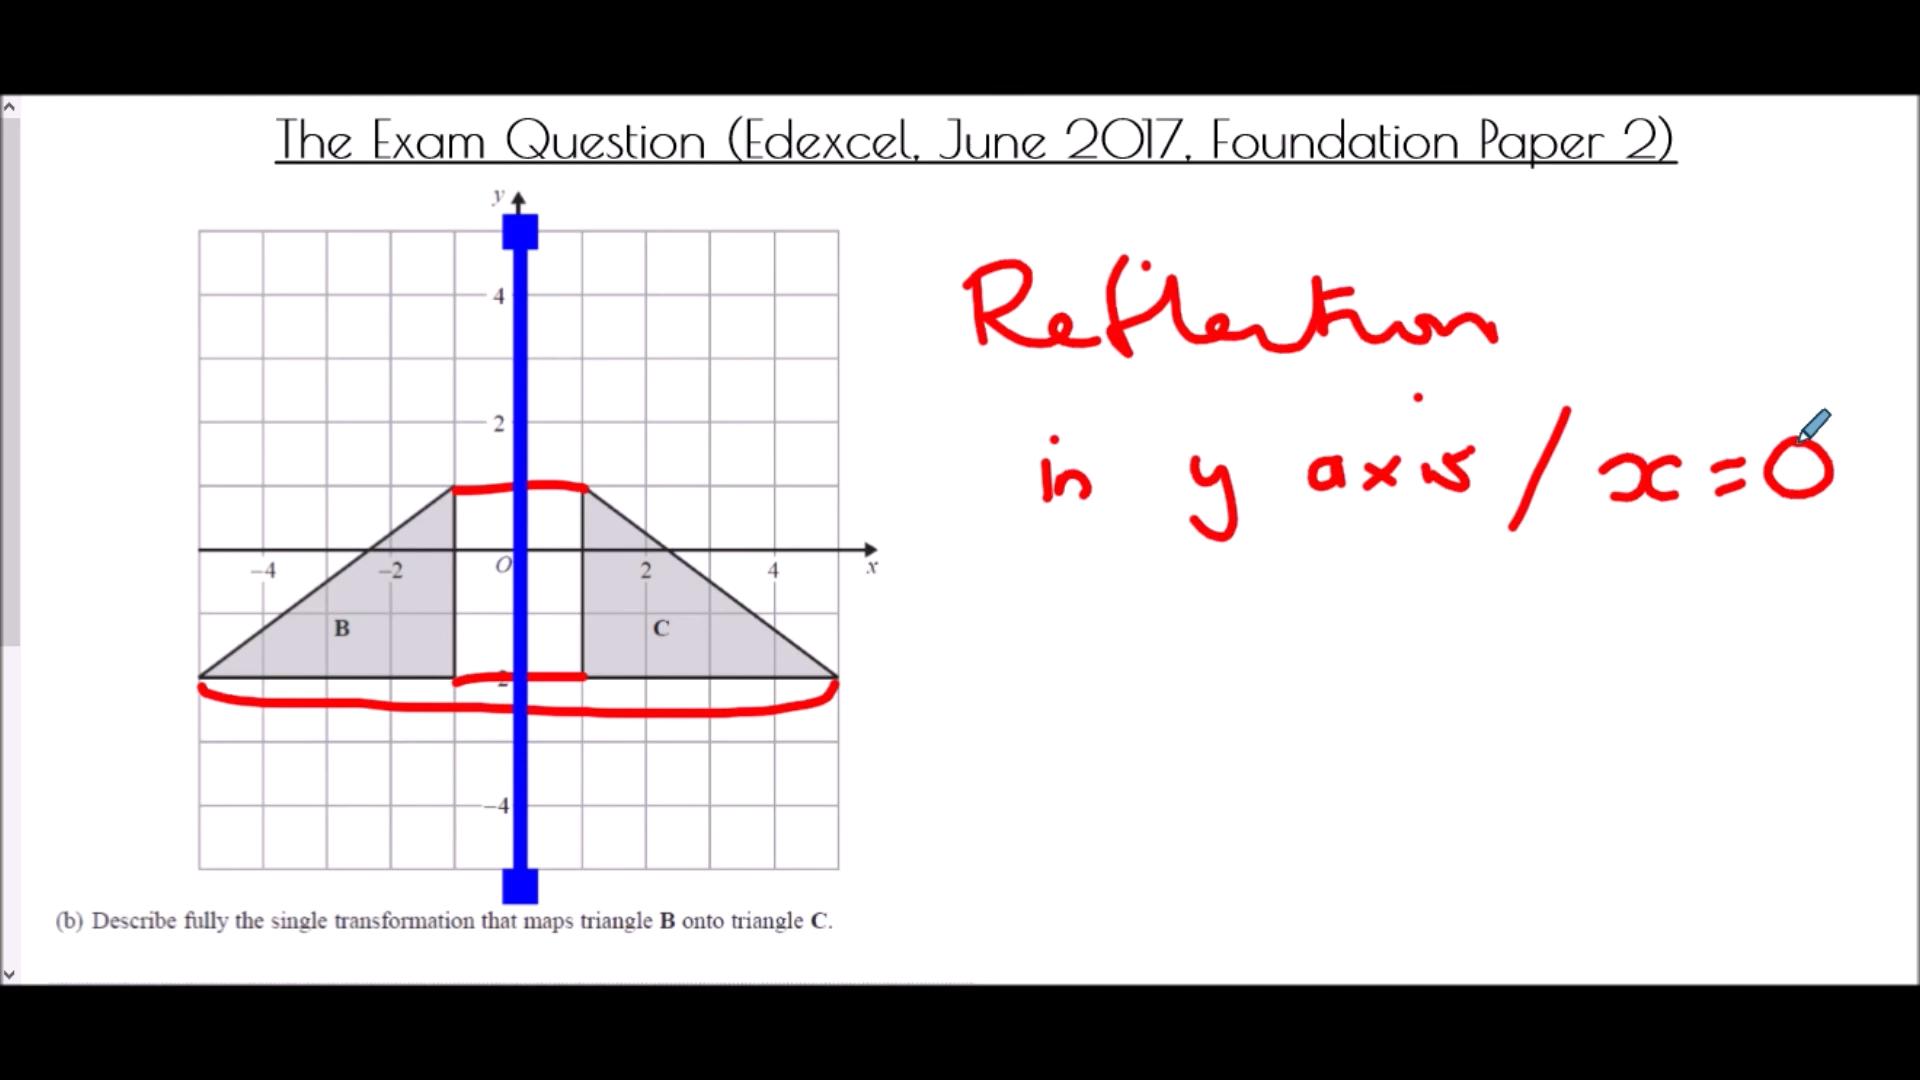 The Exam Question (Edexcel, June 2017, Foundation Paper 2)
y
4
2
-4
-2
O
2
4
x
B
C
-4
Reflection
in y axis / x = 0
(b) Describe fully the single transformation that maps triangle B onto triangle C.